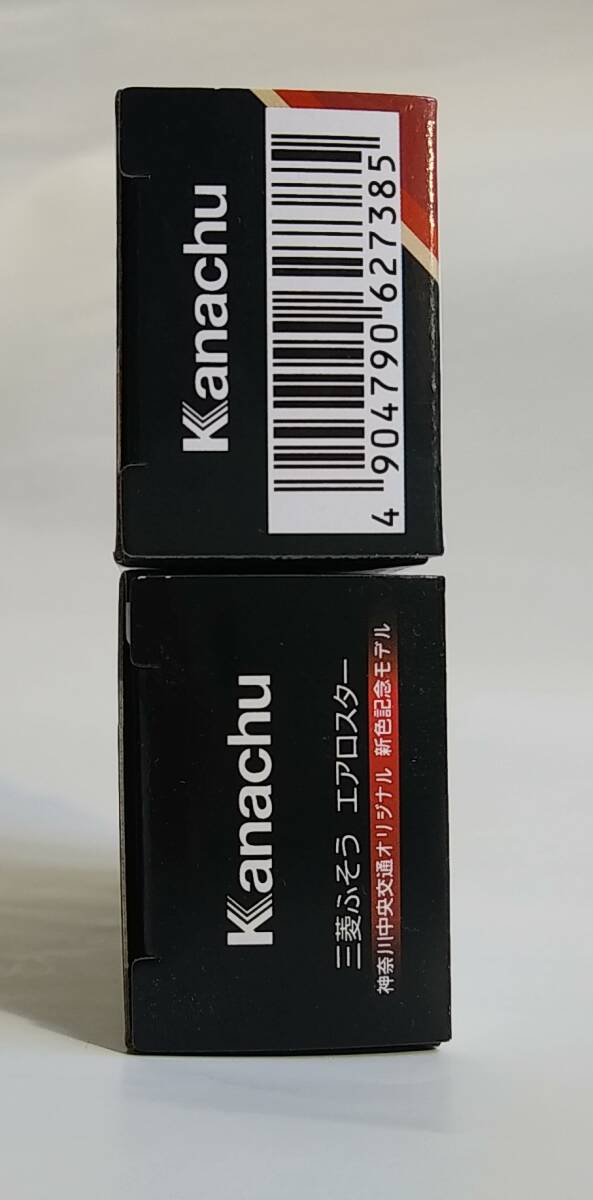 Kanachu
4 904790 627385
Kanachu
三菱ふそう エアロスター
神奈川中央交通オリジナル 新色記念モデル